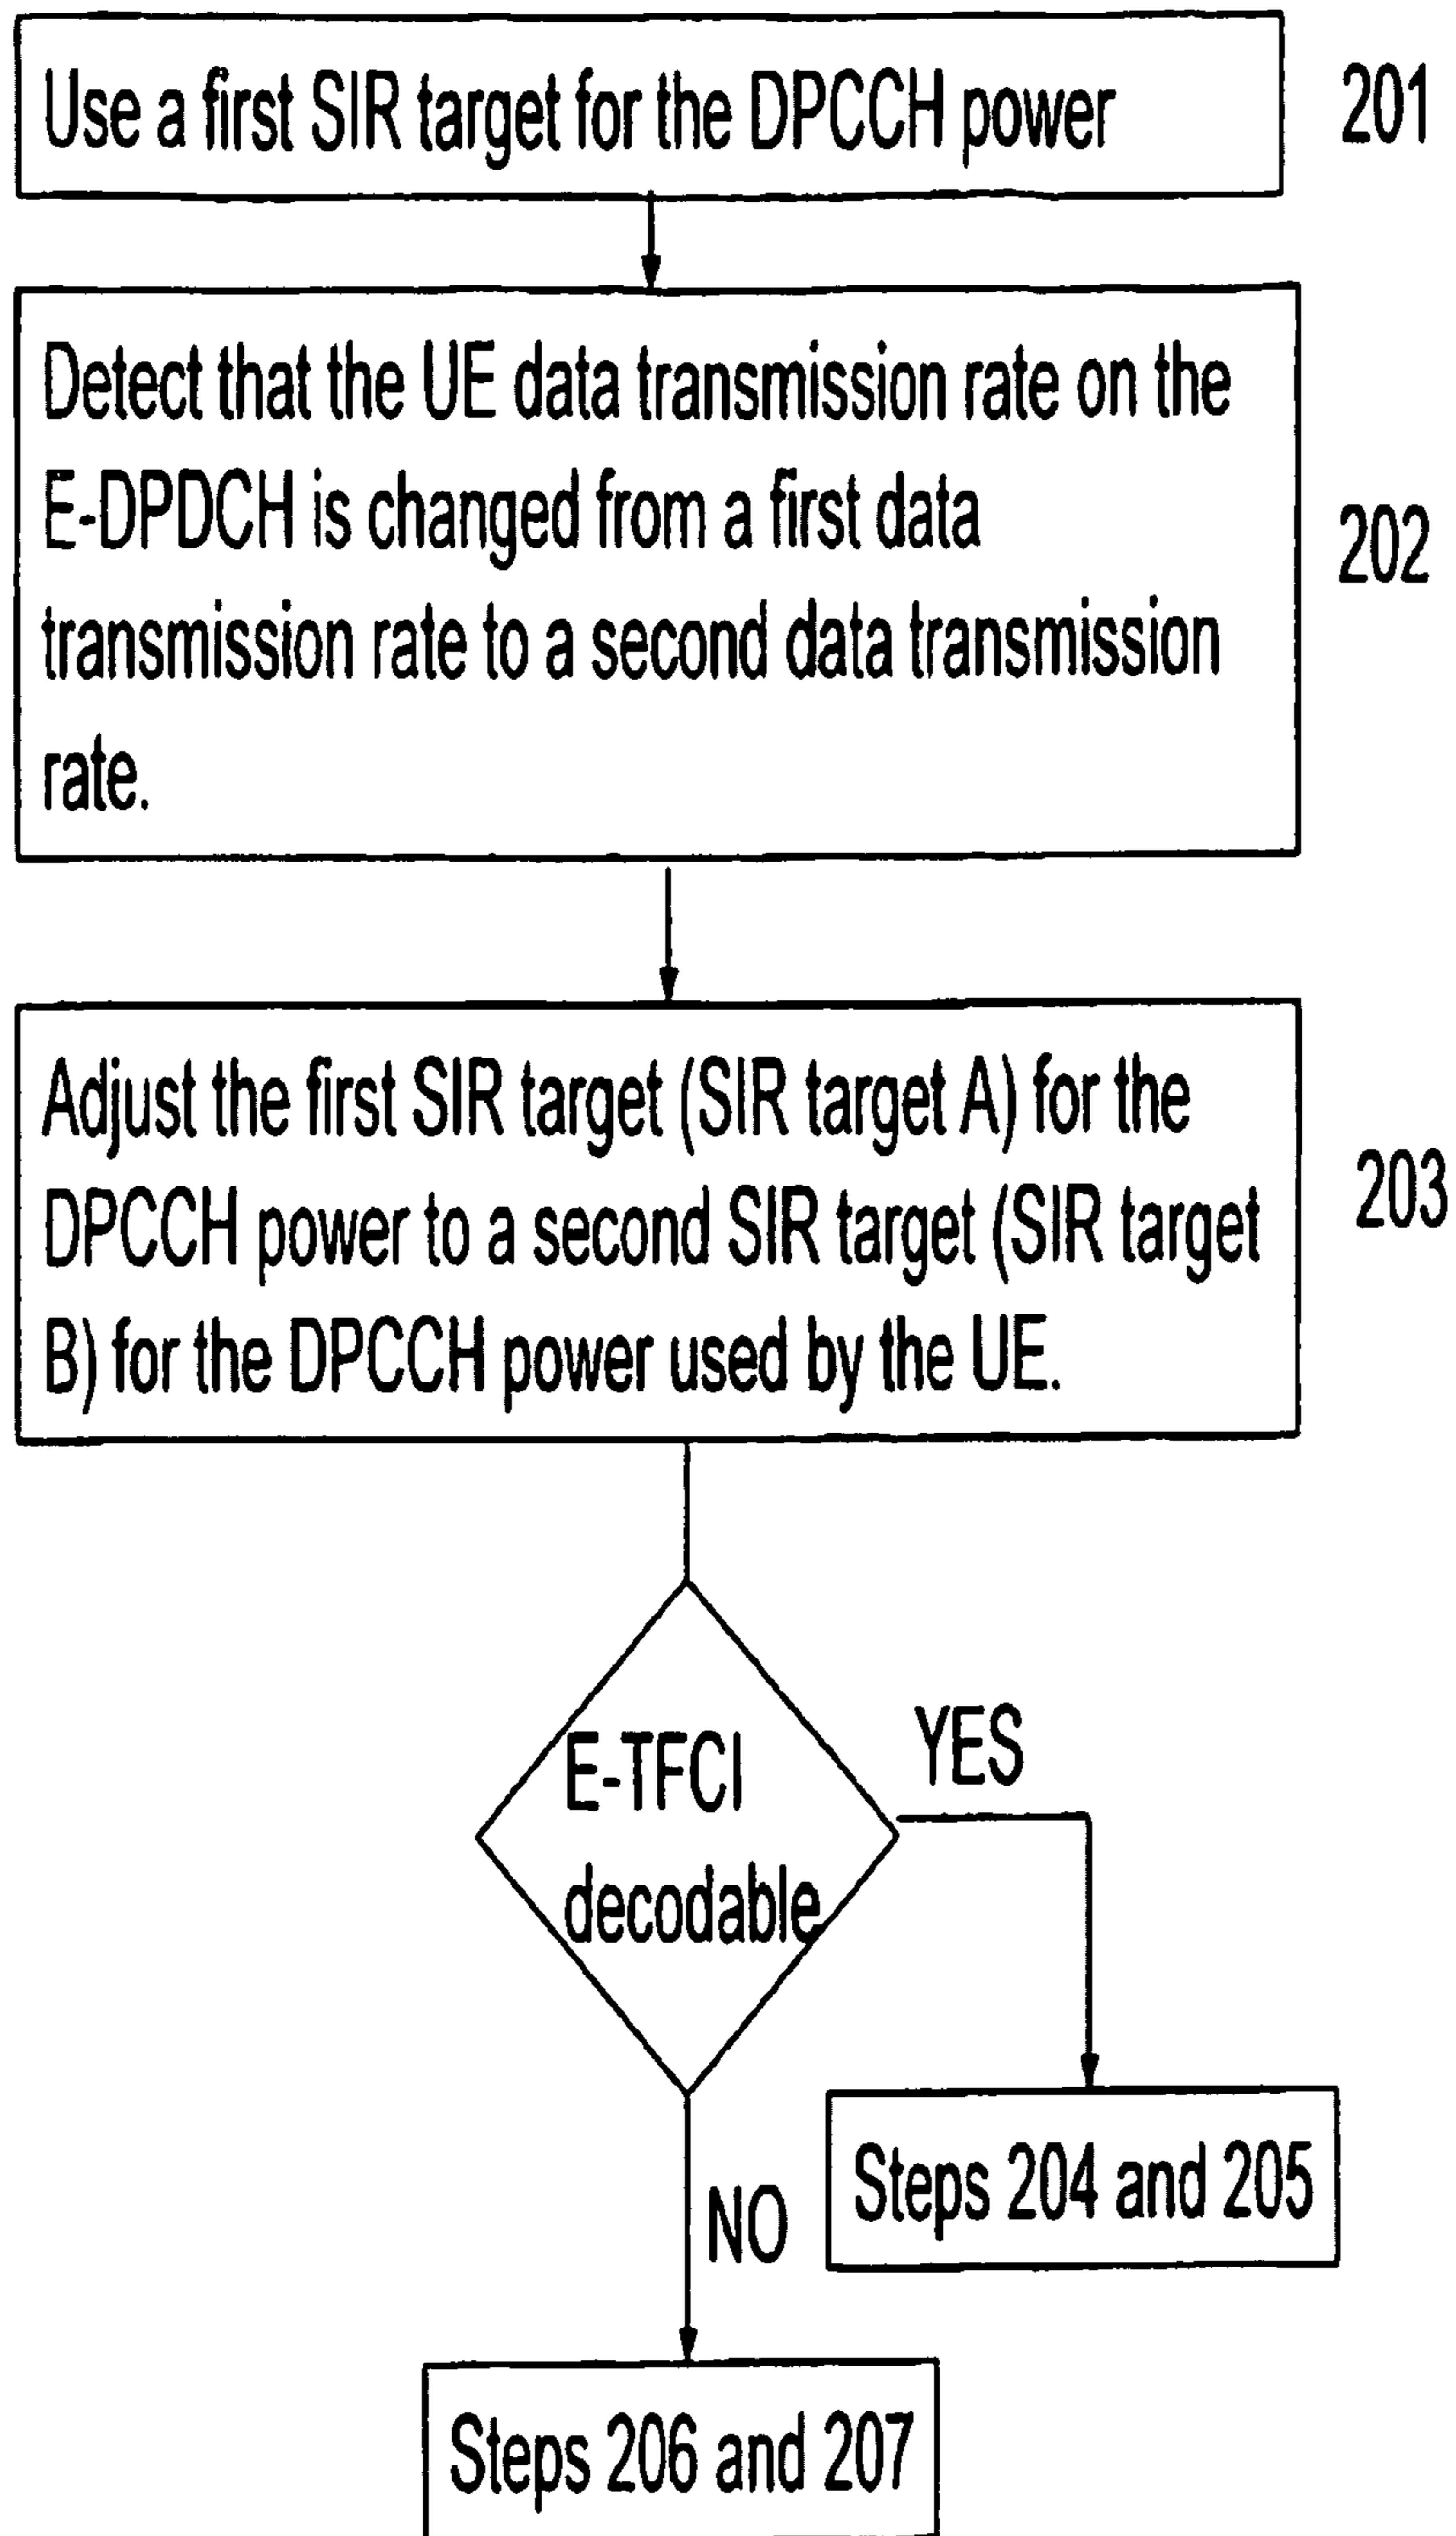 Use a first SIR target for the DPCCH power
201
Detect that the UE data transmission rate on the
E-DPDCH is changed from a first data
transmission rate to a second data transmission
rate.
202
Adjust the first SIR target (SIR target A) for the
DPCCH power to a second SIR target (SIR target
B) for the DPCCH power used by the UE.
203
E-TFCI
decodable
YES
Steps 204 and 205
NO
Steps 206 and 207